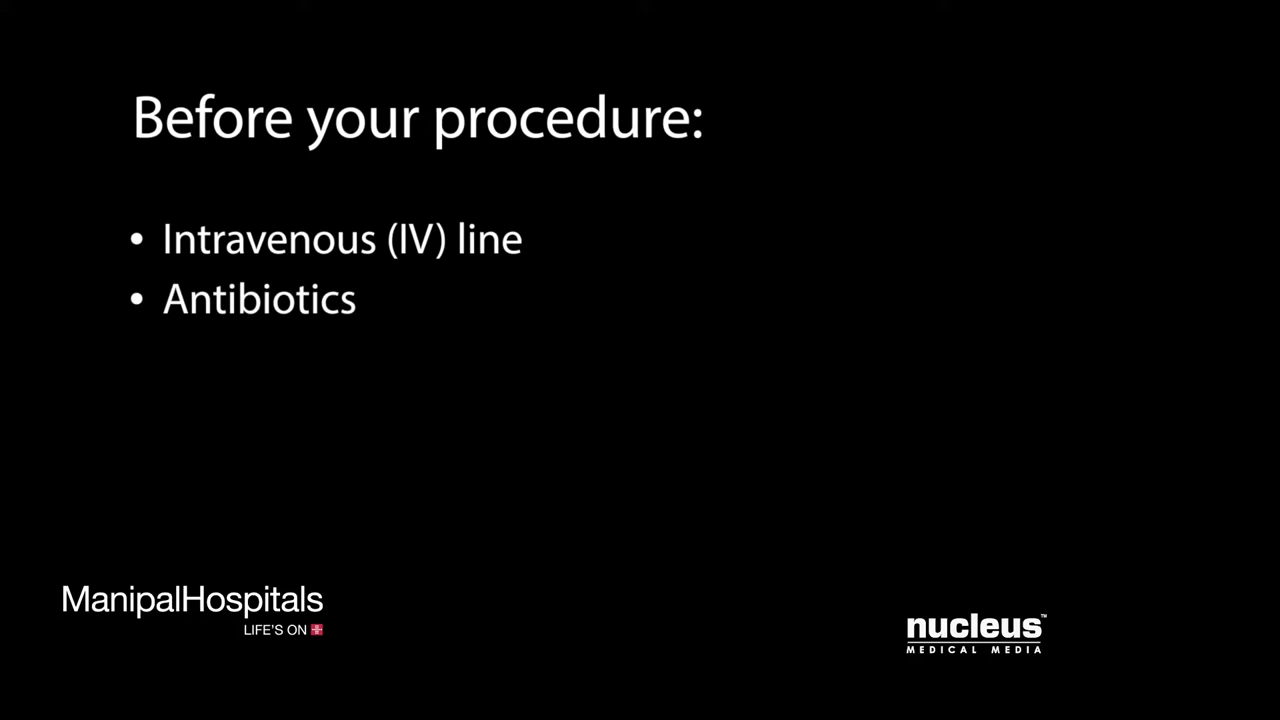 Before your procedure:
• Intravenous (IV) line
• Antibiotics
ManipalHospitals
LIFE'S ON
nucleus™
MEDICAL MEDIA